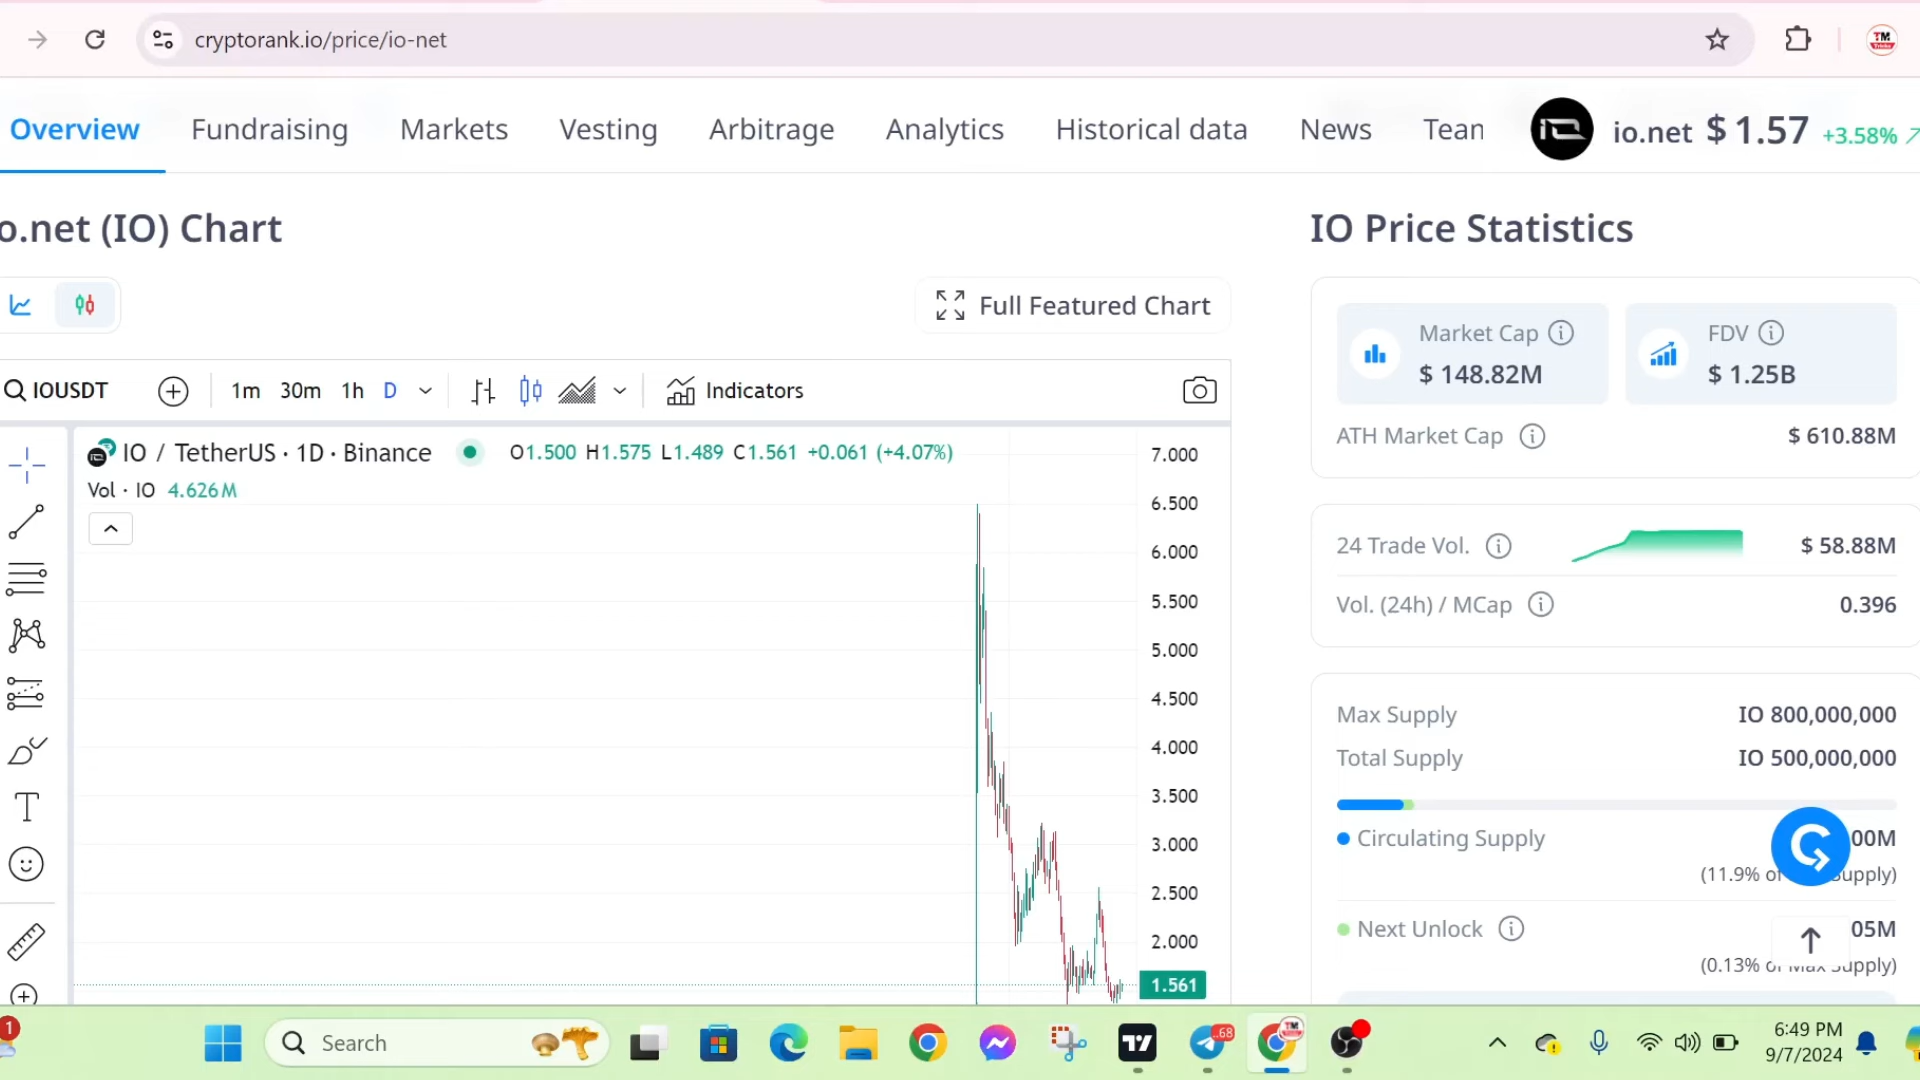 cryptorank.io/price/io-net
Overview Fundraising Markets Vesting Arbitrage Analytics Historical data News Tean
io.net $ 1.57 +3.58%
o.net (IO) Chart
Full Featured Chart
IOUSDT 1m 30m 1h D Indicators
IO / TetherUS · 1D · Binance O1.500 H1.575 L1.489 C1.561 +0.061 (+4.07%)
Vol · IO 4.626M
7.000
6.500
6.000
5.500
5.000
4.500
4.000
3.500
3.000
2.500
2.000
1.561
IO Price Statistics
Market Cap
$ 148.82M
FDV
$ 1.25B
ATH Market Cap $ 610.88M
24 Trade Vol. $ 58.88M
Vol. (24h) / MCap 0.396
Max Supply IO 800,000,000
Total Supply IO 500,000,000
Circulating Supply 00M
(11.9% of upply)
Next Unlock 05M
(0.13% of Max Supply)
1
Search
68
6:49 PM
9/7/2024